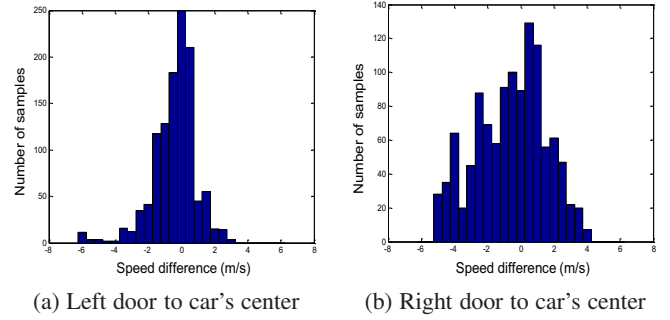 250
200
150
100
50
0
Number of samples
-8 -6 -4 -2 0 2 4 6 8
Speed difference (m/s)
(a) Left door to car's center
140
120
100
80
60
40
20
0
Number of samples
-8 -6 -4 -2 0 2 4 6 8
Speed difference (m/s)
(b) Right door to car's center